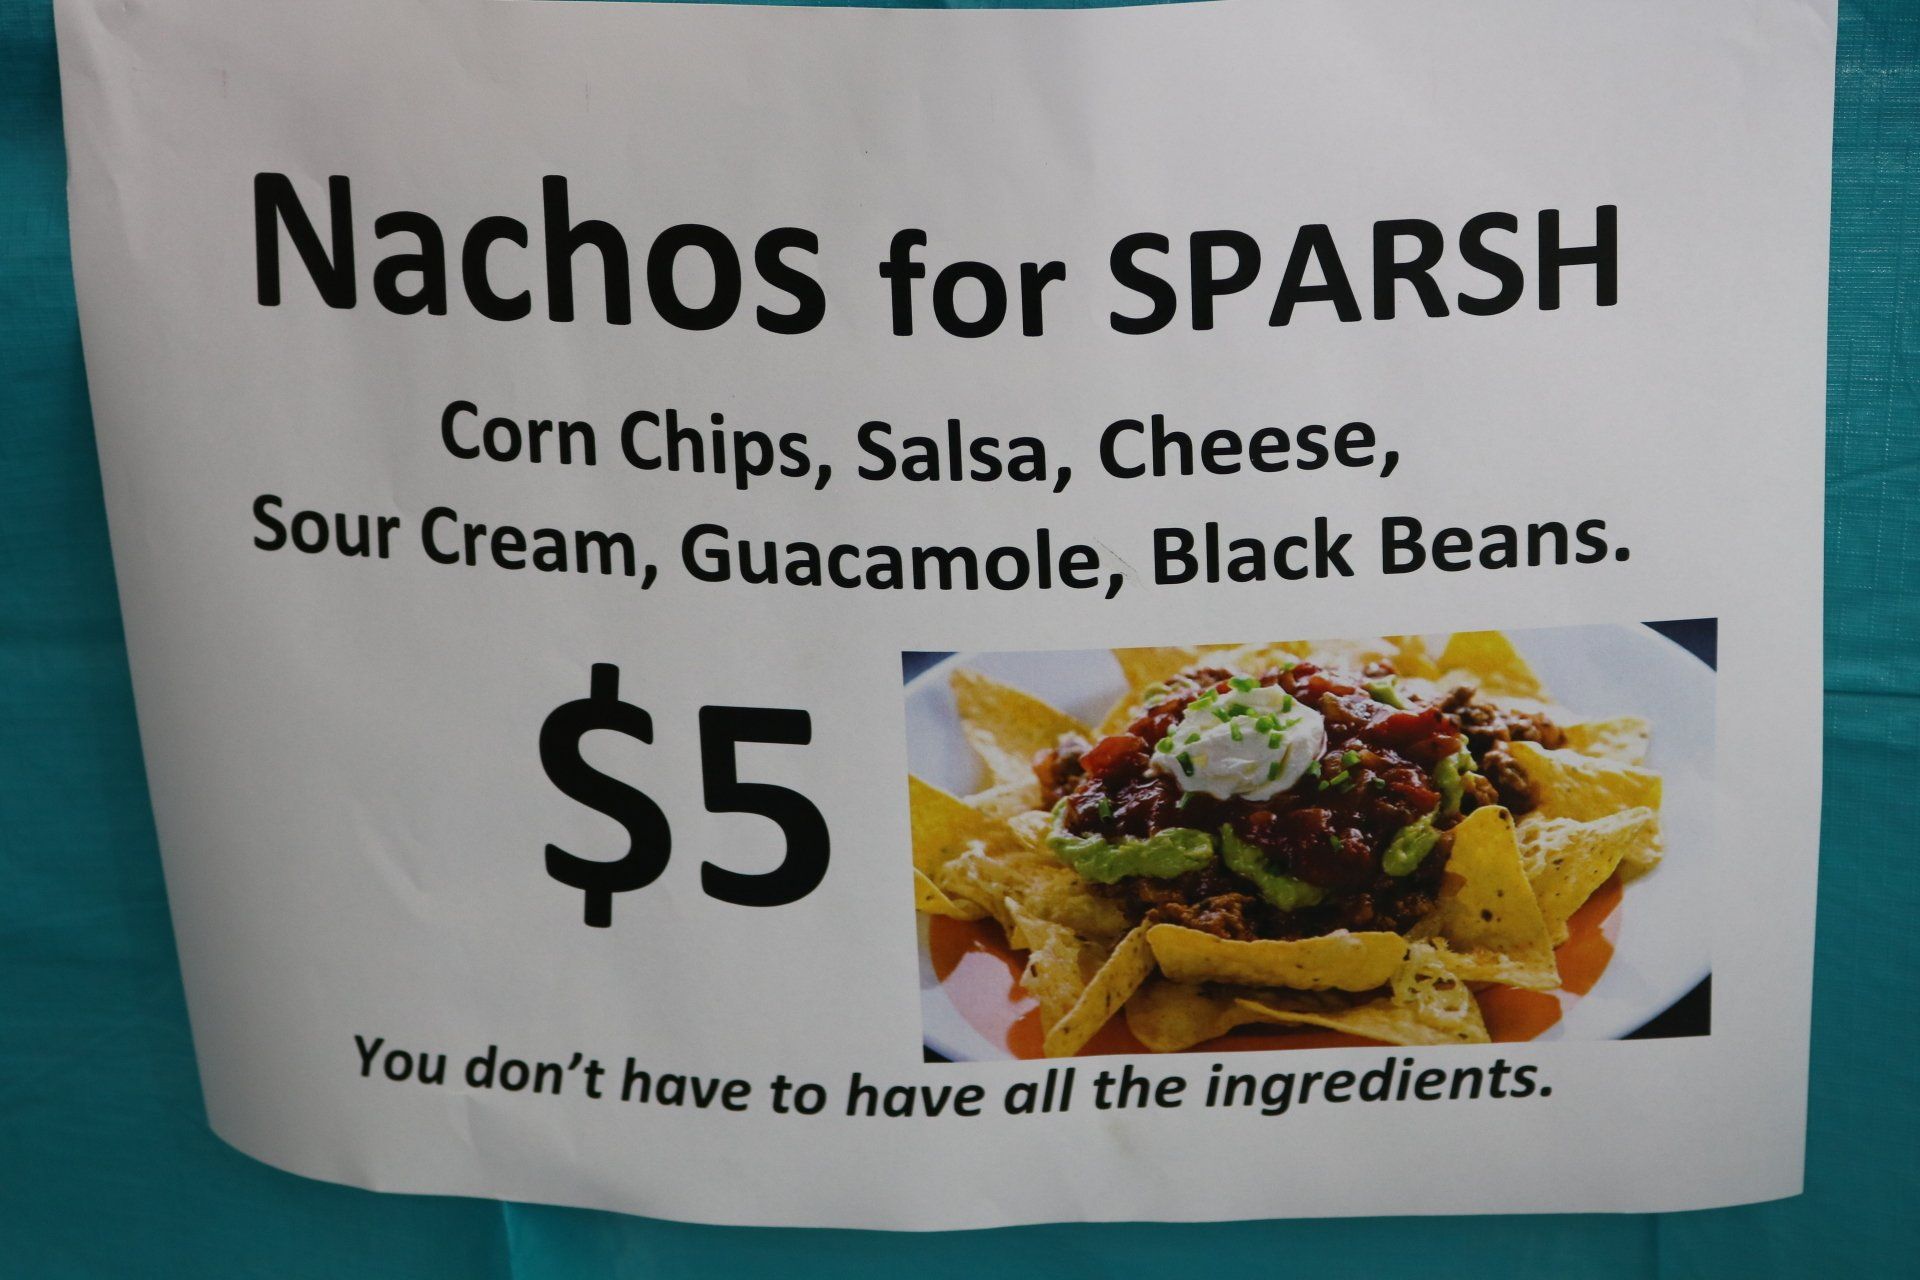 Nachos for SPARSH
Corn Chips, Salsa, Cheese,
Sour Cream, Guacamole, Black Beans.
$5
You don't have to have all the ingredients.